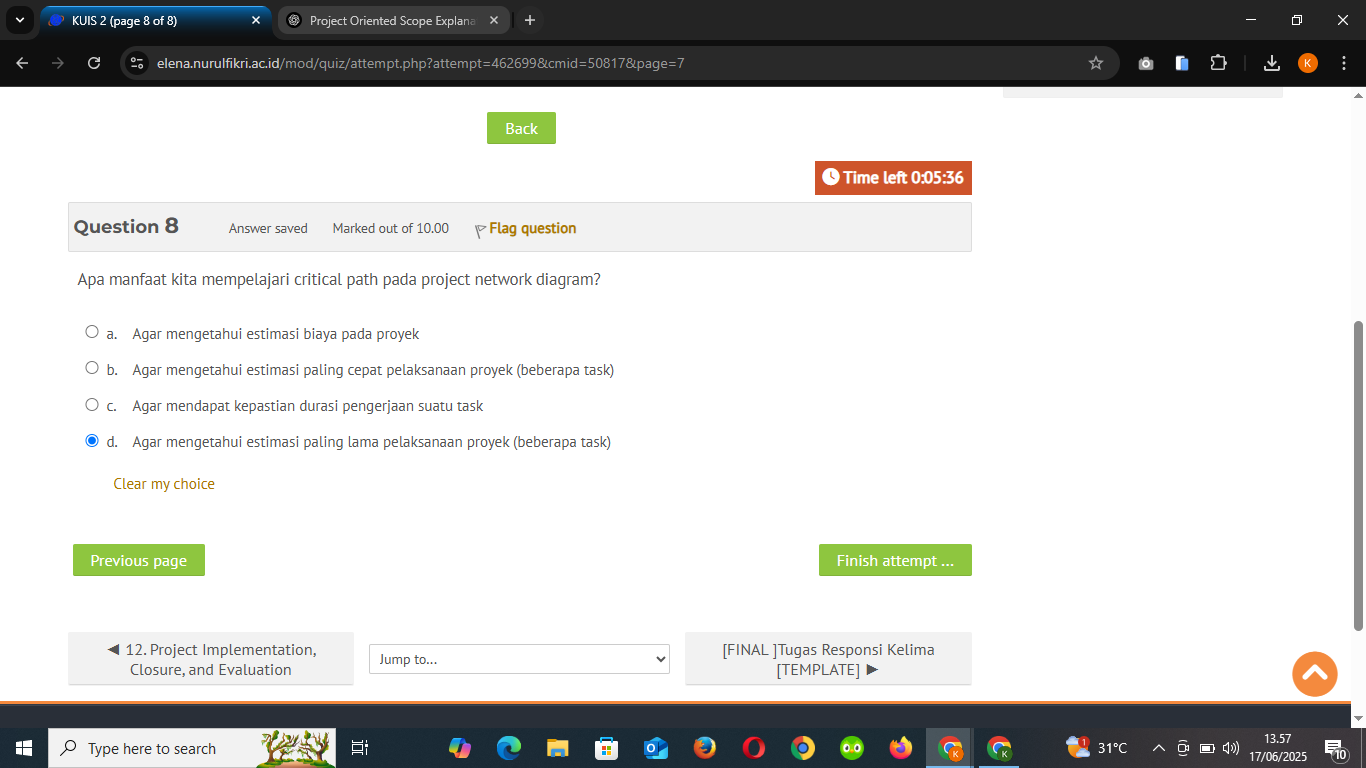 KUIS 2 (page 8 of 8)
Project Oriented Scope Explana
elena.nurulfikri.ac.id/mod/quiz/attempt.php?attempt=462699&cmid=50817&page=7
K
Back
Time left 0:05:36
Question 8
Answer saved
Marked out of 10.00
Flag question
Apa manfaat kita mempelajari critical path pada project network diagram?
a. Agar mengetahui estimasi biaya pada proyek
b. Agar mengetahui estimasi paling cepat pelaksanaan proyek (beberapa task)
c. Agar mendapat kepastian durasi pengerjaan suatu task
d. Agar mengetahui estimasi paling lama pelaksanaan proyek (beberapa task)
Clear my choice
Previous page
Finish attempt ...
◄ 12. Project Implementation,
Closure, and Evaluation
Jump to...
[FINAL ]Tugas Responsi Kelima
[TEMPLATE] ►
Type here to search
K
K
1
31°C
13.57
17/06/2025
10